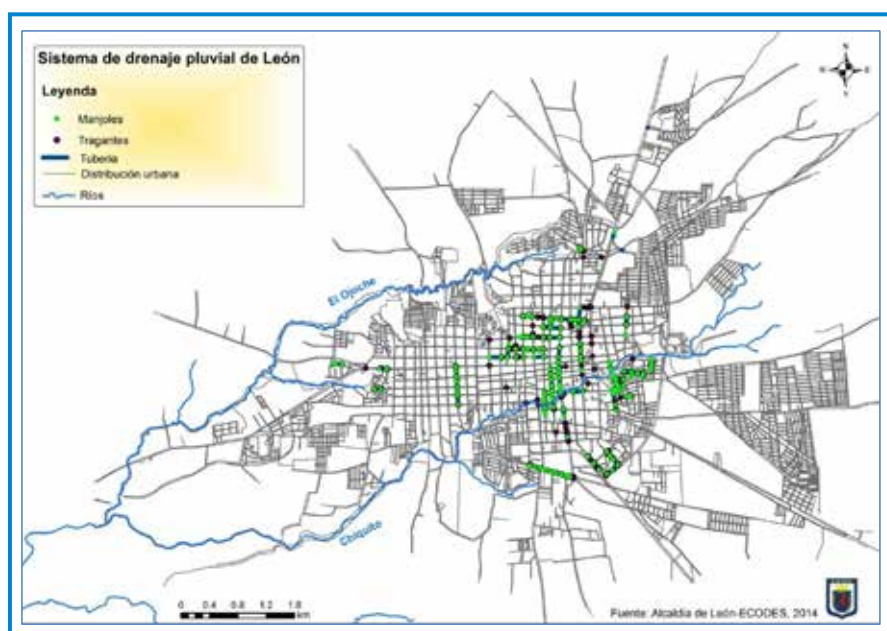 Sistema de drenaje pluvial de León
Leyenda
Manjoles
Tragantes
Tubería
Distribución urbana
Ríos
N
E
El Ojoche
Chiquito
0 0.4 0.8 1.2 1.6
km
Fuente: Alcaldía de León-ECODES, 2014